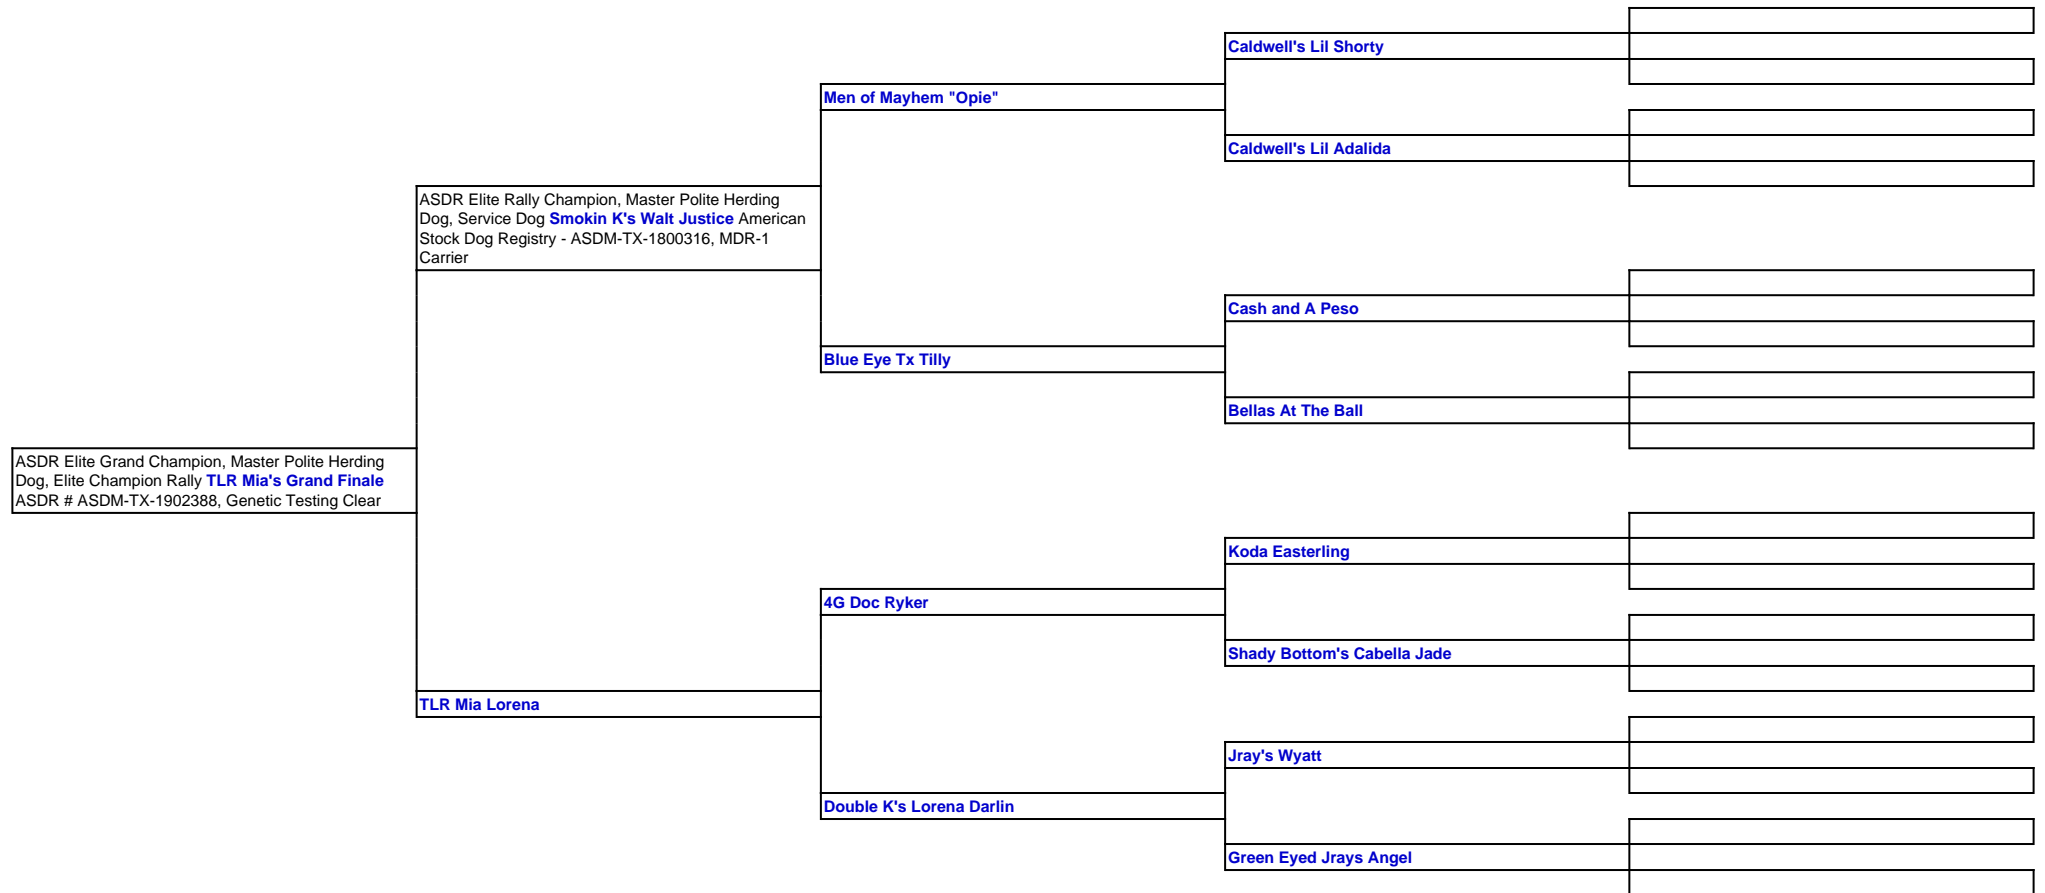 Caldwell's Lil Shorty
Men of Mayhem "Opie"
Caldwell's Lil Adalida
ASDR Elite Rally Champion, Master Polite Herding
Dog, Service Dog Smokin K's Walt Justice American
Stock Dog Registry - ASDM-TX-1800316, MDR-1
Carrier
Cash and A Peso
Blue Eye Tx Tilly
Bellas At The Ball
ASDR Elite Grand Champion, Master Polite Herding
Dog, Elite Champion Rally TLR Mia's Grand Finale
ASDR # ASDM-TX-1902388, Genetic Testing Clear
Koda Easterling
4G Doc Ryker
Shady Bottom's Cabella Jade
TLR Mia Lorena
Jray's Wyatt
Double K's Lorena Darlin
Green Eyed Jrays Angel